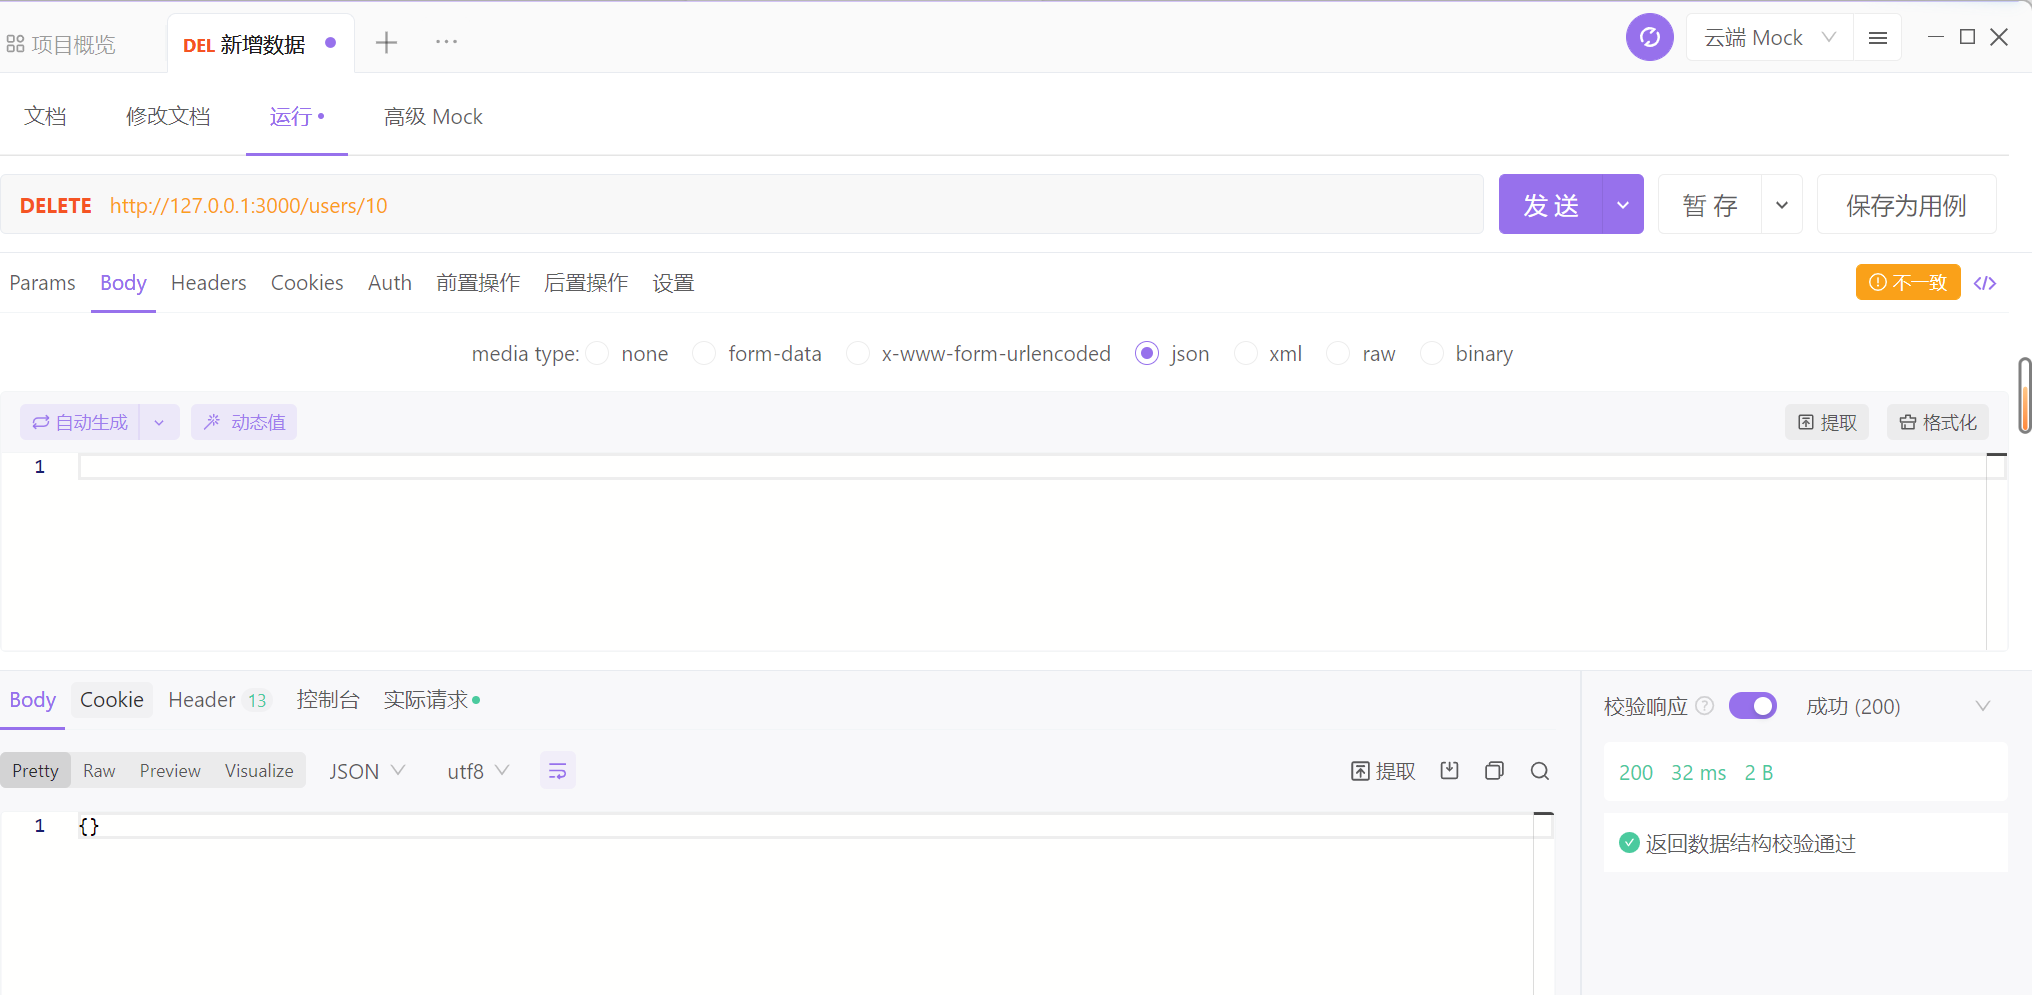 项目概览 DEL 新增数据 云端 Mock
文档 修改文档 运行 高级 Mock
DELETE http://127.0.0.1:3000/users/10 发 送 暂 存 保存为用例
Params Body Headers Cookies Auth 前置操作 后置操作 设置 不一致
media type: none form-data x-www-form-urlencoded json xml raw binary
自动生成 动态值 提取 格式化
1
Body Cookie Header 13 控制台 实际请求 校验响应 成功 (200)
Pretty Raw Preview Visualize JSON utf8 提取 200 32 ms 2 B
1 {}
返回数据结构校验通过